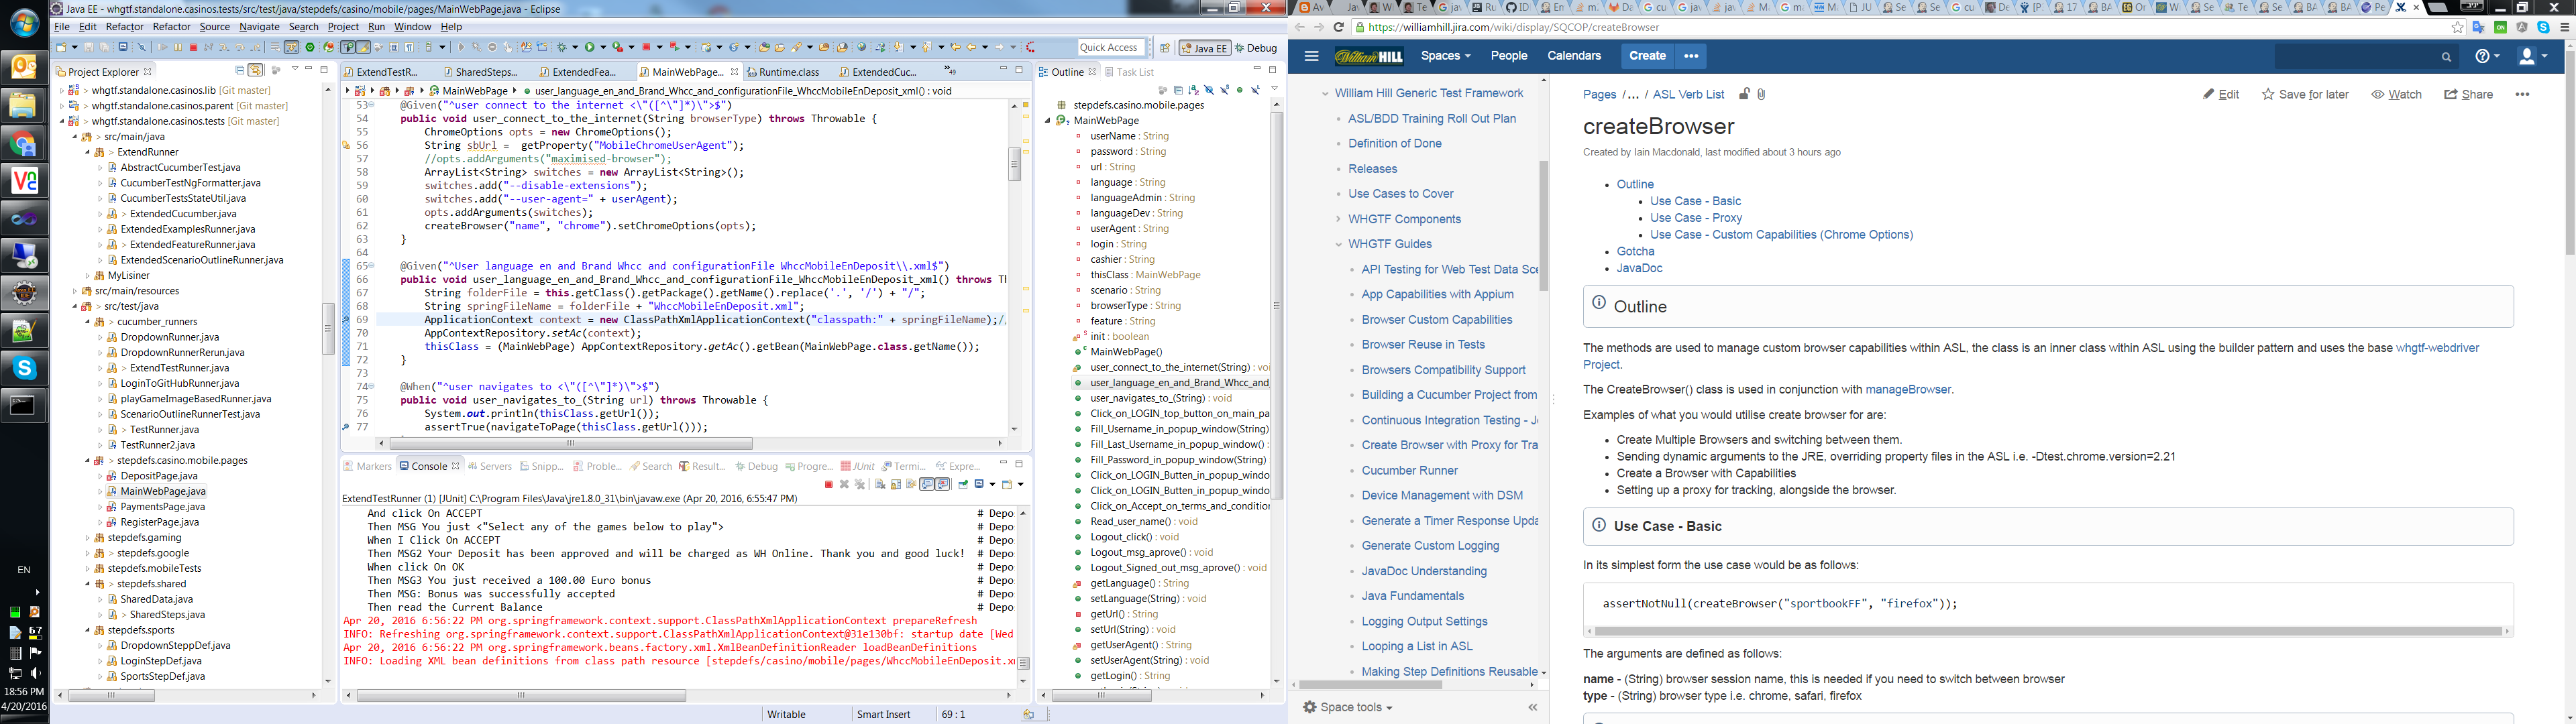 Java EE - whgtf.standalone.casinos.tests/src/test/java/stepdefs/casino/mobile/pages/MainWebPage.java - Eclipse
File Edit Source Refactor Navigate Search Project Run Window Help
Quick Access
Java EE
Debug
Project Explorer
whgtf.standalone.casinos.lib [Git master]
whgtf.standalone.casinos.parent [Git master]
whgtf.standalone.casinos.tests [Git master]
src/main/java
ExtendRunner
AbstractCucumberTest.java
CucumberTestNgFormatter.java
CucumberTestsStateUtil.java
> ExtendedCucumber.java
ExtendedExamplesRunner.java
> ExtendedFeatureRunner.java
ExtendedScenarioOutlineRunner.java
MyLisiner
src/main/resources
> src/test/java
> cucumber_runners
DropdownRunner.java
DropdownRunnerRerun.java
> ExtendTestRunner.java
LoginToGitHubRunner.java
playGameImageBasedRunner.java
ScenarioOutlineRunnerTest.java
> TestRunner.java
TestRunner2.java
> stepdefs.casino.mobile.pages
DepositPage.java
MainWebPage.java
PaymentsPage.java
RegisterPage.java
stepdefs.gaming
> stepdefs.google
stepdefs.mobileTests
> stepdefs.shared
SharedData.java
> SharedSteps.java
stepdefs.sports
DropdownSteppDef.java
LoginStepDef.java
SportsStepDef.java
EN
67
18:56 PM
4/20/2016
ExtendTestR...
SharedSteps...
ExtendedFea...
MainWebPage...
Runtime.class
ExtendedCuc...
»49
MainWebPage
user_language_en_and_Brand_Whcc_and_configurationFile_WhccMobileEnDeposit_xml() : void
53 @Given("^user connect to the internet <\"([^\"]*)\">$")
54 public void user_connect_to_the_internet(String browserType) throws Throwable {
55 ChromeOptions opts = new ChromeOptions();
56 String sbUrl = getProperty("MobileChromeUserAgent");
57 //opts.addArguments("maximised-browser");
58 ArrayList<String> switches = new ArrayList<String>();
59 switches.add("--disable-extensions");
60 switches.add("--user-agent=" + userAgent);
61 opts.addArguments(switches);
62 createBrowser("name", "chrome").setChromeOptions(opts);
63 }
64
65 @Given("^User language en and Brand Whcc and configurationFile WhccMobileEnDeposit\\.xml$")
66 public void user_language_en_and_Brand_Whcc_and_configurationFile_WhccMobileEnDeposit_xml() throws Th
67 String folderFile = this.getClass().getPackage().getName().replace('.', '/') + "/";
68 String springFileName = folderFile + "WhccMobileEnDeposit.xml";
69 ApplicationContext context = new ClassPathXmlApplicationContext("classpath:" + springFileName);/
70 AppContextRepository.setAc(context);
71 thisClass = (MainWebPage) AppContextRepository.getAc().getBean(MainWebPage.class.getName());
72 }
73
74 @When("^user navigates to <\"([^\"]*)\">$")
75 public void user_navigates_to_(String url) throws Throwable {
76 System.out.println(thisClass.getUrl());
77 assertTrue(navigateToPage(thisClass.getUrl()));
Markers Console Servers Snipp... Proble... Search Result... Debug Progre... JUnit Termi... Expre...
ExtendTestRunner (1) [JUnit] C:\Program Files\Java\jre1.8.0_31\bin\javaw.exe (Apr 20, 2016, 6:55:47 PM)
And click On ACCEPT # Depo
Then MSG You just <"Select any of the games below to play"> # Depo
When I Click On ACCEPT # Depo
Then MSG2 Your Deposit has been approved and will be charged as WH Online. Thank you and good luck! # Depo
When click On OK # Depo
Then MSG3 You just received a 100.00 Euro bonus # Depo
Then MSG: Bonus was successfully accepted # Depo
Then read the Current Balance # Depo
Apr 20, 2016 6:56:22 PM org.springframework.context.support.ClassPathXmlApplicationContext prepareRefresh
INFO: Refreshing org.springframework.context.support.ClassPathXmlApplicationContext@31e130bf: startup date [Wed
Apr 20, 2016 6:56:22 PM org.springframework.beans.factory.xml.XmlBeanDefinitionReader loadBeanDefinitions
INFO: Loading XML bean definitions from class path resource [stepdefs/casino/mobile/pages/WhccMobileEnDeposit.x
Writable
Smart Insert
69 : 1
Outline
Task List
stepdefs.casino.mobile.pages
MainWebPage
userName : String
password : String
url : String
language : String
languageAdmin : String
languageDev : String
userAgent : String
login : String
cashier : String
thisClass : MainWebPage
scenario : String
browserType : String
feature : String
init : boolean
MainWebPage()
user_connect_to_the_internet(String) : vo
user_language_en_and_Brand_Whcc_and_
user_navigates_to_(String) : void
Click_on_LOGIN_top_button_on_main_pa
Fill_Username_in_popup_window(String)
Fill_Last_Username_in_popup_window() :
Fill_Password_in_popup_window(String)
Click_on_LOGIN_Butten_in_popup_windo
Click_on_LOGIN_Butten_in_popup_windo
Click_on_Accept_on_terms_and_condition
Read_user_name() : void
Logout_click() : void
Logout_msg_aprove() : void
Logout_Signed_out_msg_aprove() : void
getLanguage() : String
setLanguage(String) : void
getUrl() : String
setUrl(String) : void
getUserAgent() : String
setUserAgent(String) : void
getLogin() : String
https://williamhill.jira.com/wiki/display/SQCOP/createBrowser
William HILL
Spaces
People
Calendars
Create
William Hill Generic Test Framework
ASL/BDD Training Roll Out Plan
Definition of Done
Releases
Use Cases to Cover
WHGTF Components
WHGTF Guides
API Testing for Web Test Data Sce
App Capabilities with Appium
Browser Custom Capabilities
Browser Reuse in Tests
Browsers Compatibility Support
Building a Cucumber Project from
Continuous Integration Testing - J
Create Browser with Proxy for Tra
Cucumber Runner
Device Management with DSM
Generate a Timer Response Upda
Generate Custom Logging
JavaDoc Understanding
Java Fundamentals
Logging Output Settings
Looping a List in ASL
Making Step Definitions Reusable
Space tools
Pages /... / ASL Verb List
Edit
Save for later
Watch
Share
createBrowser
Created by Iain Macdonald, last modified about 3 hours ago
Outline
Use Case - Basic
Use Case - Proxy
Use Case - Custom Capabilities (Chrome Options)
Gotcha
JavaDoc
Outline
The methods are used to manage custom browser capabilities within ASL, the class is an inner class within ASL using the builder pattern and uses the base whgtf-webdriver
Project.
The CreateBrowser() class is used in conjunction with manageBrowser.
Examples of what you would utilise create browser for are:
Create Multiple Browsers and switching between them.
Sending dynamic arguments to the JRE, overriding property files in the ASL i.e. -Dtest.chrome.version=2.21
Create a Browser with Capabilities
Setting up a proxy for tracking, alongside the browser.
Use Case - Basic
In its simplest form the use case would be as follows:
assertNotNull(createBrowser("sportbookFF", "firefox"));
The arguments are defined as follows:
name - (String) browser session name, this is needed if you need to switch between browser
type - (String) browser type i.e. chrome, safari, firefox